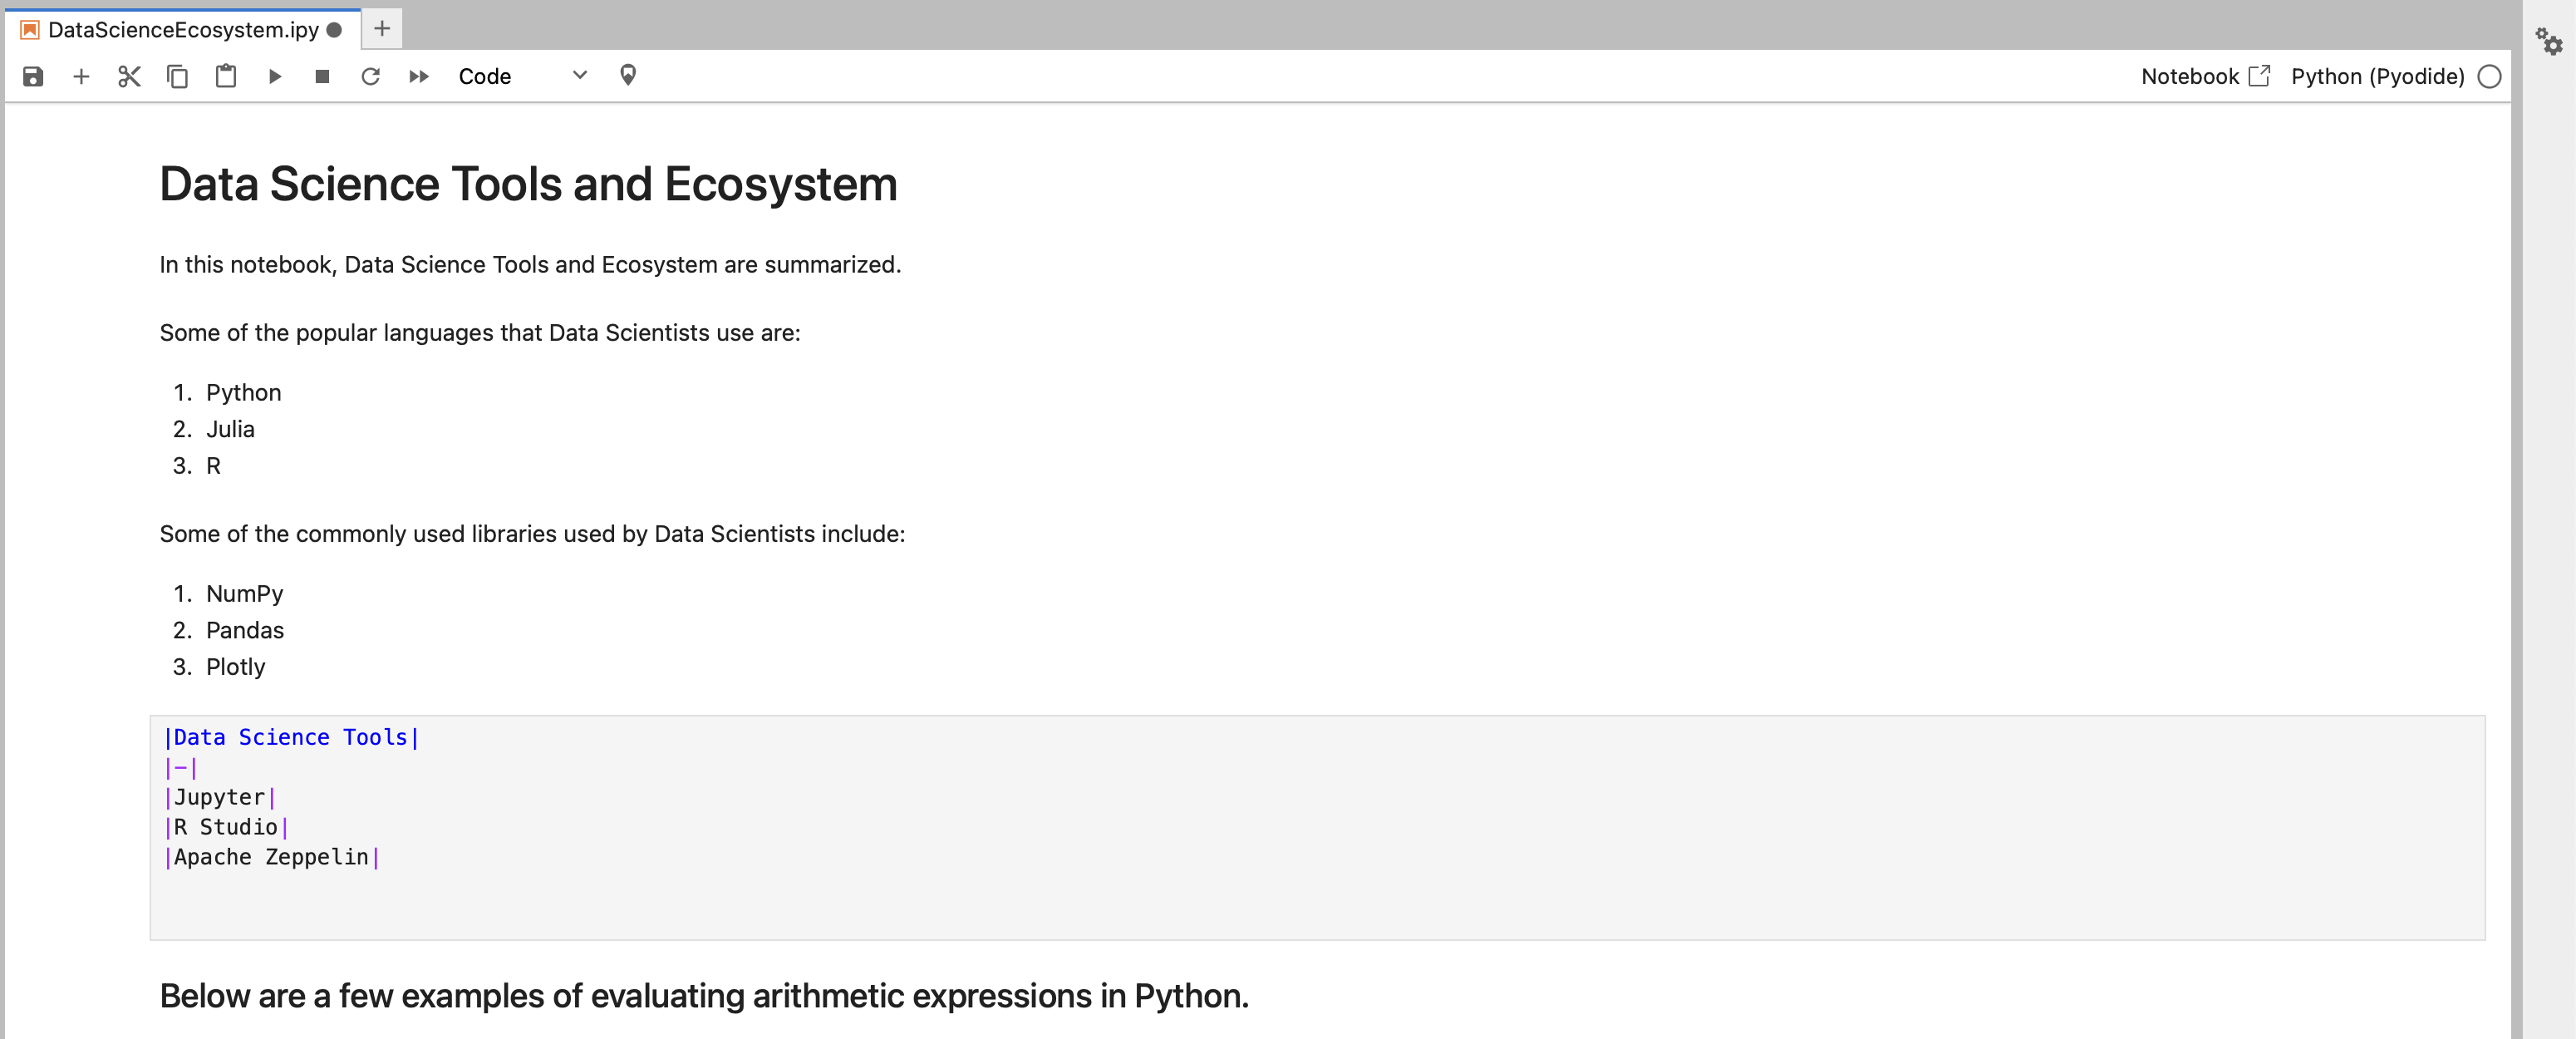 DataScienceEcosystem.ipy
Code
Notebook
Python (Pyodide)
Data Science Tools and Ecosystem
In this notebook, Data Science Tools and Ecosystem are summarized.
Some of the popular languages that Data Scientists use are:
1. Python
2. Julia
3. R
Some of the commonly used libraries used by Data Scientists include:
1. NumPy
2. Pandas
3. Plotly
|Data Science Tools|
|-|
|Jupyter|
|R Studio|
|Apache Zeppelin|
Below are a few examples of evaluating arithmetic expressions in Python.